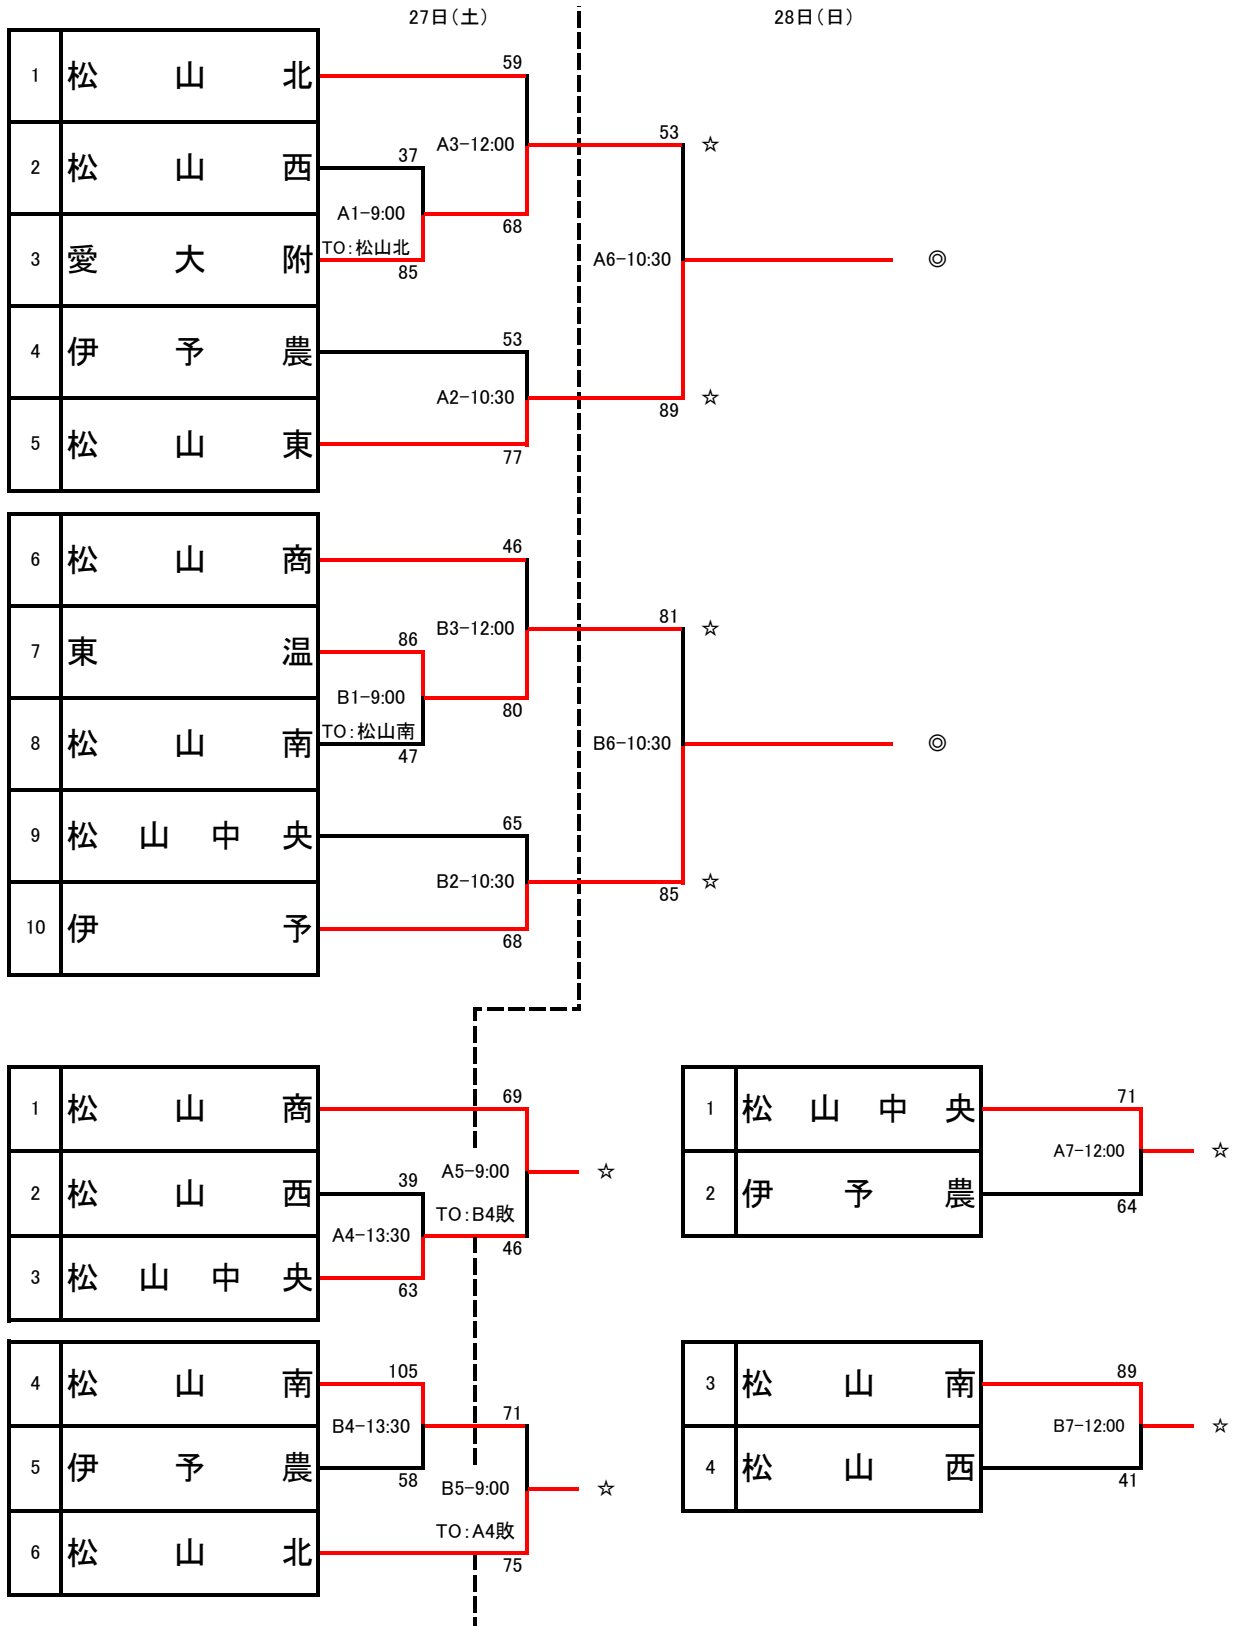 27日（土）
28日（日）
1 松山北
59
A3-12:00
53 ☆
2 松山西
37
A1-9:00
68
3 愛大附
TO：松山北
85
A6-10:30
◎
4 伊予農
53
A2-10:30
89 ☆
5 松山東
77
6 松山商
46
B3-12:00
81 ☆
7 東温
86
B1-9:00
80
8 松山南
TO：松山南
47
B6-10:30
◎
9 松山中央
65
B2-10:30
85 ☆
10 伊予
68
1 松山商
69
A5-9:00
☆
2 松山西
39
TO：B4敗
A4-13:30
46
3 松山中央
63
4 松山南
105
71
B4-13:30
5 伊予農
58
B5-9:00
☆
TO：A4敗
6 松山北
75
1 松山中央
71
A7-12:00
☆
2 伊予農
64
3 松山南
89
B7-12:00
☆
4 松山西
41